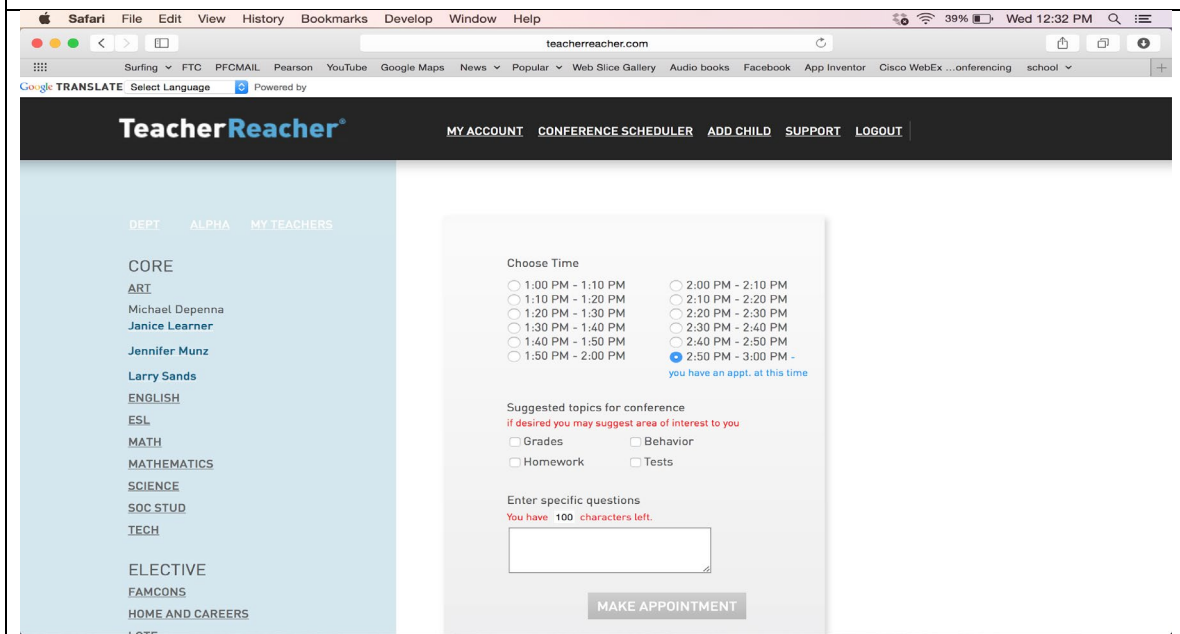 Safari File Edit View History Bookmarks Develop Window Help 39% Wed 12:32 PM
teacherreacher.com
Surfing FTC PFCMAIL Pearson YouTube Google Maps News Popular Web Slice Gallery Audio books Facebook App Inventor Cisco WebEx ...onferencing school
Google TRANSLATE Select Language Powered by
TeacherReacher® MY ACCOUNT CONFERENCE SCHEDULER ADD CHILD SUPPORT LOGOUT
DEPT ALPHA MY TEACHERS
CORE
ART
Michael Depenna
Janice Learner
Jennifer Munz
Larry Sands
ENGLISH
ESL
MATH
MATHEMATICS
SCIENCE
SOC STUD
TECH
ELECTIVE
FAMCONS
HOME AND CAREERS
LOTE
Choose Time
1:00 PM - 1:10 PM 2:00 PM - 2:10 PM
1:10 PM - 1:20 PM 2:10 PM - 2:20 PM
1:20 PM - 1:30 PM 2:20 PM - 2:30 PM
1:30 PM - 1:40 PM 2:30 PM - 2:40 PM
1:40 PM - 1:50 PM 2:40 PM - 2:50 PM
1:50 PM - 2:00 PM 2:50 PM - 3:00 PM -
you have an appt. at this time
Suggested topics for conference
if desired you may suggest area of interest to you
Grades Behavior
Homework Tests
Enter specific questions
You have 100 characters left.
MAKE APPOINTMENT